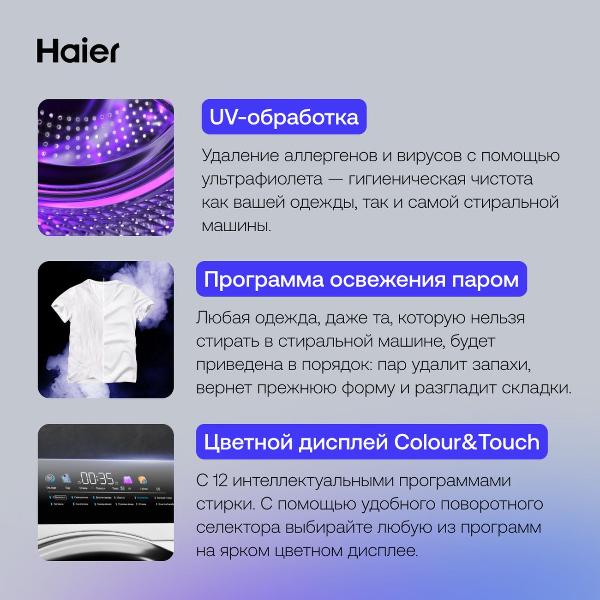 Haier
UV-обработка
Удаление аллергенов и вирусов с помощью
ультрафиолета — гигиеническая чистота
как вашей одежды, так и самой стиральной
машины.
Программа освежения паром
Любая одежда, даже та, которую нельзя
стирать в стиральной машине, будет
приведена в порядок: пар удалит запахи,
вернет прежнюю форму и разгладит складки.
Цветной дисплей Colour&Touch
00:35
С 12 интеллектуальными программами
стирки. С помощью удобного поворотного
селектора выбирайте любую из программ
на ярком цветном дисплее.